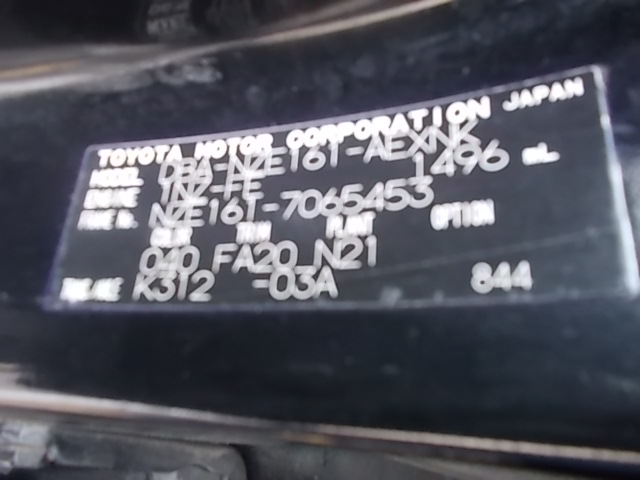 TOYOTA MOTOR CORPORATION JAPAN
MODEL DBA-NZE161-AEXNK
ENGINE 1NZ-FE 1496 mL.
FRAME No. NZE161-7065453
COLOR TRIM PLANT OPTION
040 FA20 N21
K312 -03A 844